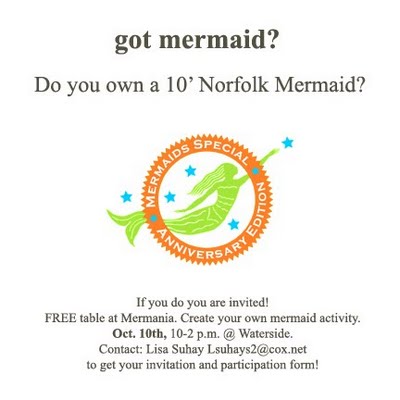 got mermaid?
Do you own a 10’ Norfolk Mermaid?
MERMAIDS SPECIAL
ANNIVERSARY EDITION
If you do you are invited!
FREE table at Mermania. Create your own mermaid activity.
Oct. 10th, 10-2 p.m. @ Waterside.
Contact: Lisa Suhay Lsuhays2@cox.net
to get your invitation and participation form!